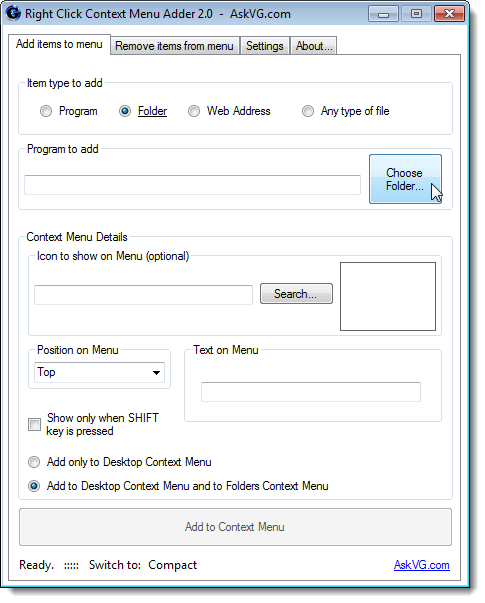 Right Click Context Menu Adder 2.0 - AskVG.com
Add items to menu Remove items from menu Settings About...
Item type to add
Program Folder Web Address Any type of file
Program to add
Choose
Folder...
Context Menu Details
Icon to show on Menu (optional)
Search...
Position on Menu Text on Menu
Top
Show only when SHIFT
key is pressed
Add only to Desktop Context Menu
Add to Desktop Context Menu and to Folders Context Menu
Add to Context Menu
Ready. ::::: Switch to: Compact AskVG.com